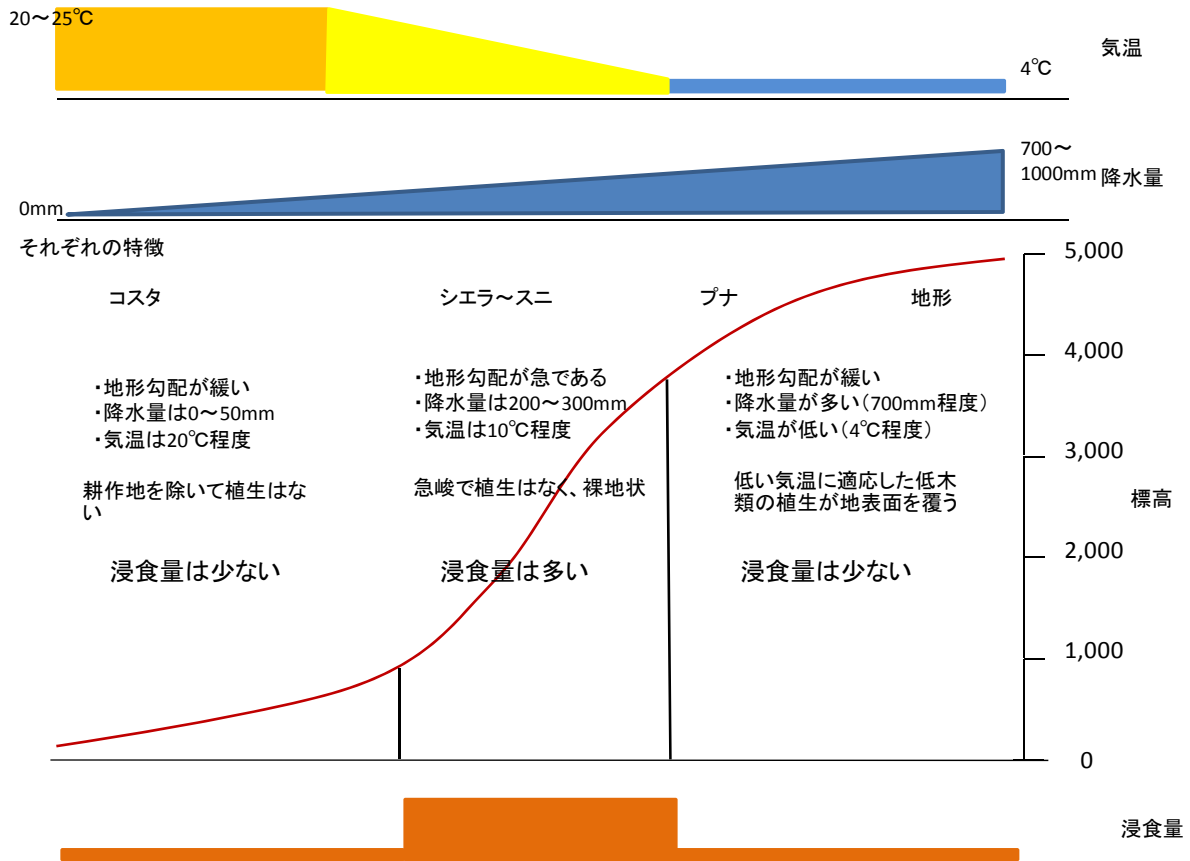 20～25℃
気温
4℃
700～
1000mm
降水量
0mm
それぞれの特徴
コスタ
シエラ～スニ
プナ
地形
・地形勾配が緩い
・降水量は0～50mm
・気温は20℃程度
・地形勾配が急である
・降水量は200～300mm
・気温は10℃程度
・地形勾配が緩い
・降水量が多い（700mm程度）
・気温が低い（4℃程度）
耕作地を除いて植生はな
い
急峻で植生はなく、裸地状
低い気温に適応した低木
類の植生が地表面を覆う
浸食量は少ない
浸食量は多い
浸食量は少ない
5,000
4,000
3,000
標高
2,000
1,000
0
浸食量